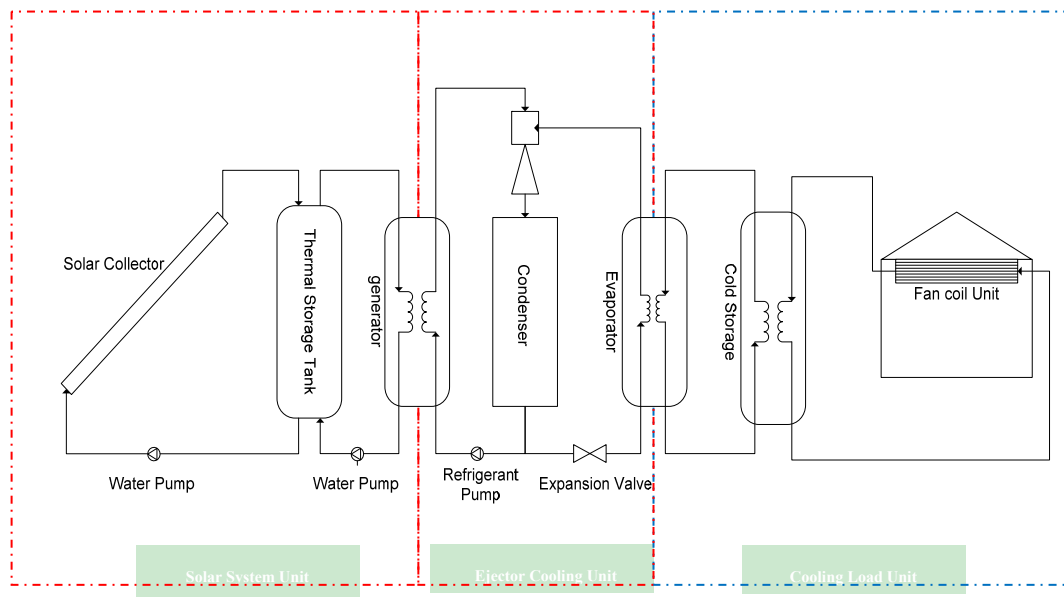 Solar Collector
Thermal Storage Tank
generator
Condenser
Evaporator
Cold Storage
Fan coil Unit
Water Pump
Water Pump
Refrigerant
Pump
Expansion Valve
Solar System Unit
Ejector Cooling Unit
Cooling Load Unit